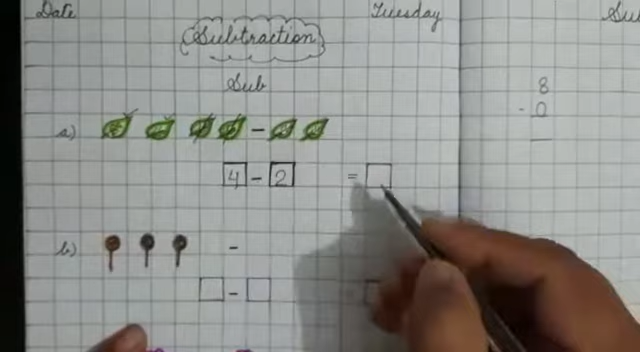 Date Tuesday
Subtraction
Sub
a) -
4 - 2 =
b) -
-
8
- 0